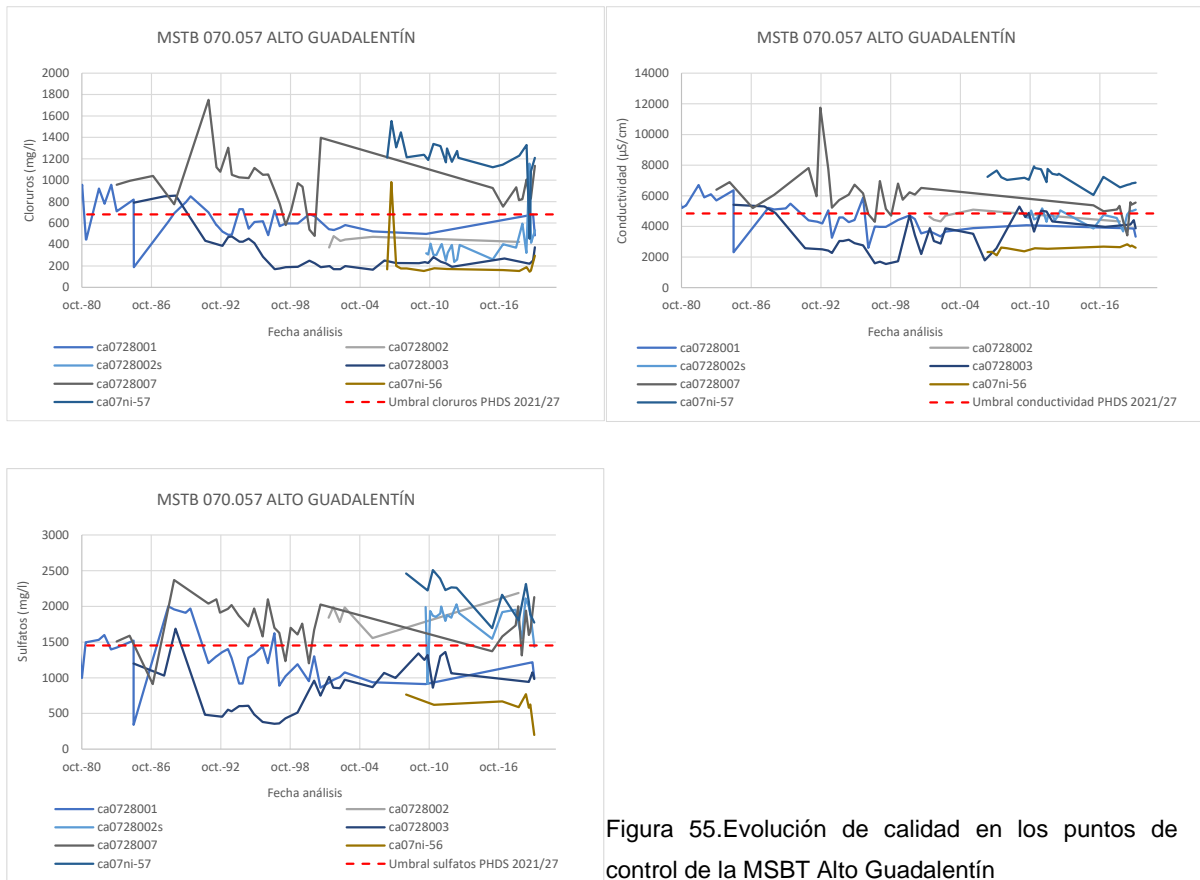 MSTB 070.057 ALTO GUADALENTÍN
Cloruros (mg/l)
2000
1800
1600
1400
1200
1000
800
600
400
200
0
oct.-80 oct.-86 oct.-92 oct.-98 oct.-04 oct.-10 oct.-16
Fecha análisis
ca0728001 ca0728002
ca0728002s ca0728003
ca0728007 ca07ni-56
ca07ni-57 Umbral cloruros PHDS 2021/27
MSTB 070.057 ALTO GUADALENTÍN
Conductividad (µS/cm)
14000
12000
10000
8000
6000
4000
2000
0
oct.-80 oct.-86 oct.-92 oct.-98 oct.-04 oct.-10 oct.-16
Fecha análisis
ca0728001 ca0728002
ca0728002s ca0728003
ca0728007 ca07ni-56
ca07ni-57 Umbral conductividad PHDS 2021/27
MSTB 070.057 ALTO GUADALENTÍN
Sulfatos (mg/l)
3000
2500
2000
1500
1000
500
0
oct.-80 oct.-86 oct.-92 oct.-98 oct.-04 oct.-10 oct.-16
Fecha análisis
ca0728001 ca0728002
ca0728002s ca0728003
ca0728007 ca07ni-56
ca07ni-57 Umbral sulfatos PHDS 2021/27
Figura 55.Evolución de calidad en los puntos de
control de la MSBT Alto Guadalentín